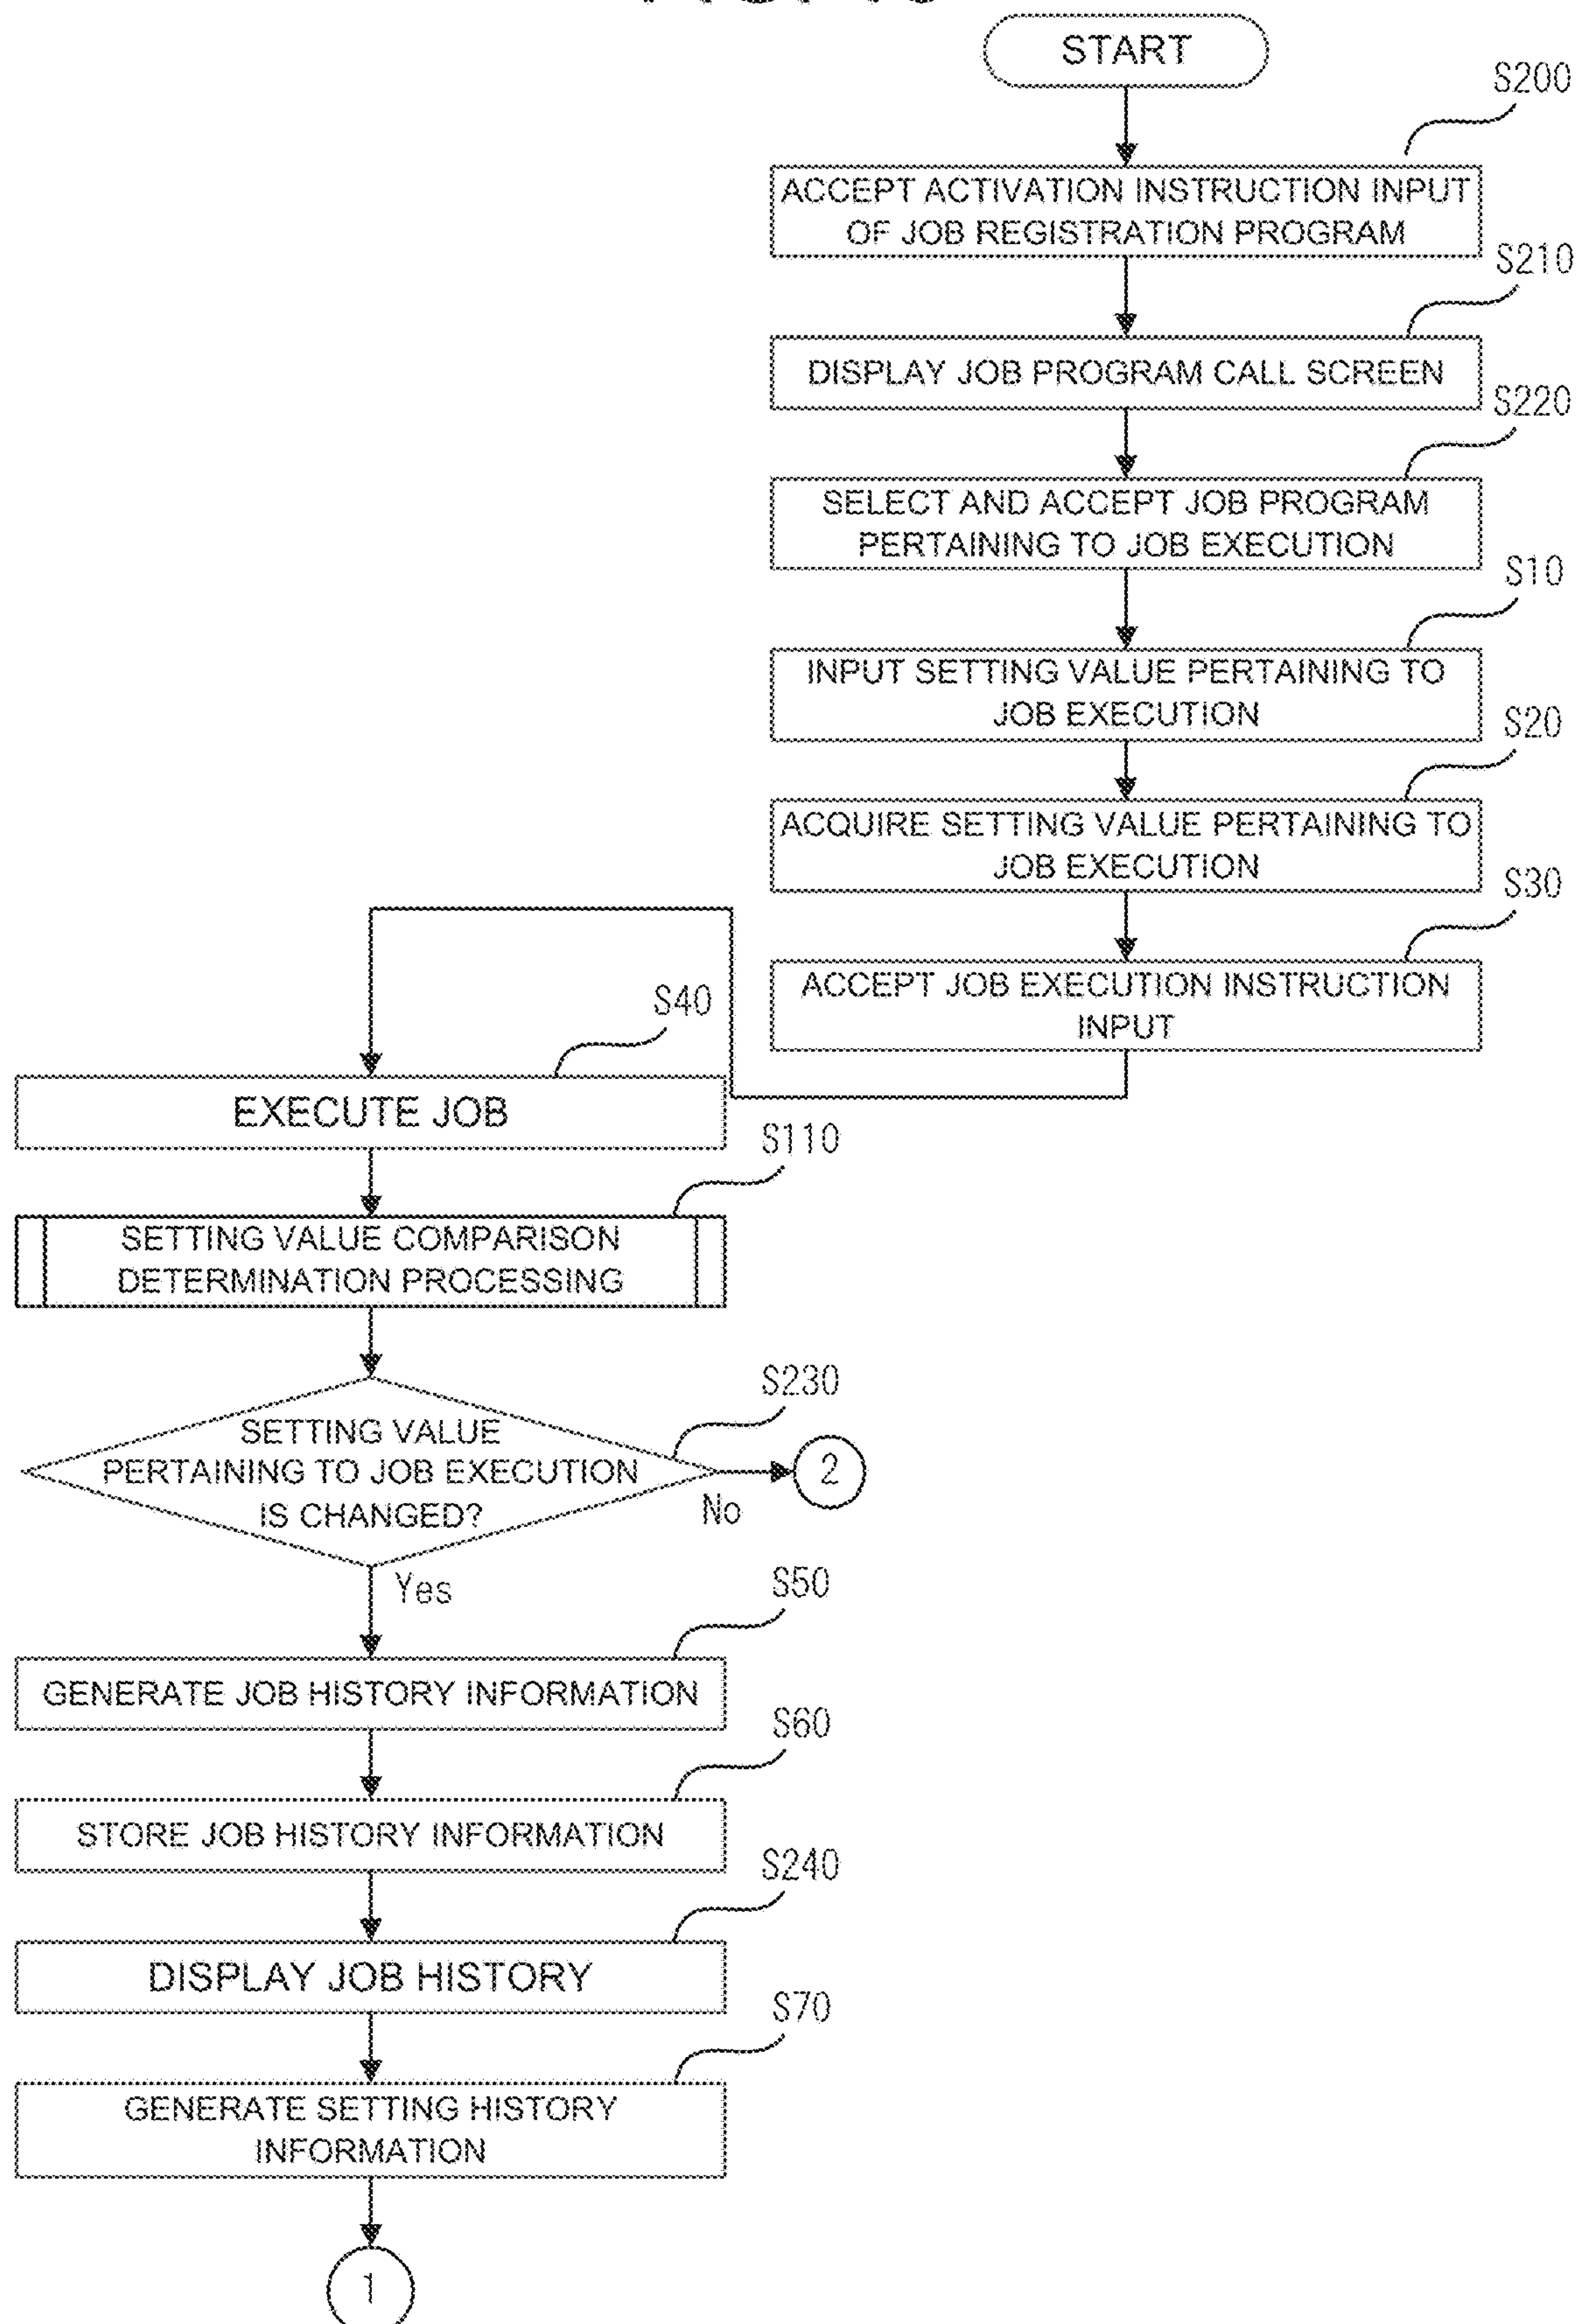 START
S200
ACCEPT ACTIVATION INSTRUCTION INPUT
OF JOB REGISTRATION PROGRAM
S210
DISPLAY JOB PROGRAM CALL SCREEN
S220
SELECT AND ACCEPT JOB PROGRAM
PERTAINING TO JOB EXECUTION
S10
INPUT SETTING VALUE PERTAINING TO
JOB EXECUTION
S20
ACQUIRE SETTING VALUE PERTAINING TO
JOB EXECUTION
S30
ACCEPT JOB EXECUTION INSTRUCTION
INPUT
S40
EXECUTE JOB
S110
SETTING VALUE COMPARISON
DETERMINATION PROCESSING
S230
SETTING VALUE
PERTAINING TO JOB EXECUTION
IS CHANGED?
No
2
Yes
S50
GENERATE JOB HISTORY INFORMATION
S60
STORE JOB HISTORY INFORMATION
S240
DISPLAY JOB HISTORY
S70
GENERATE SETTING HISTORY
INFORMATION
1